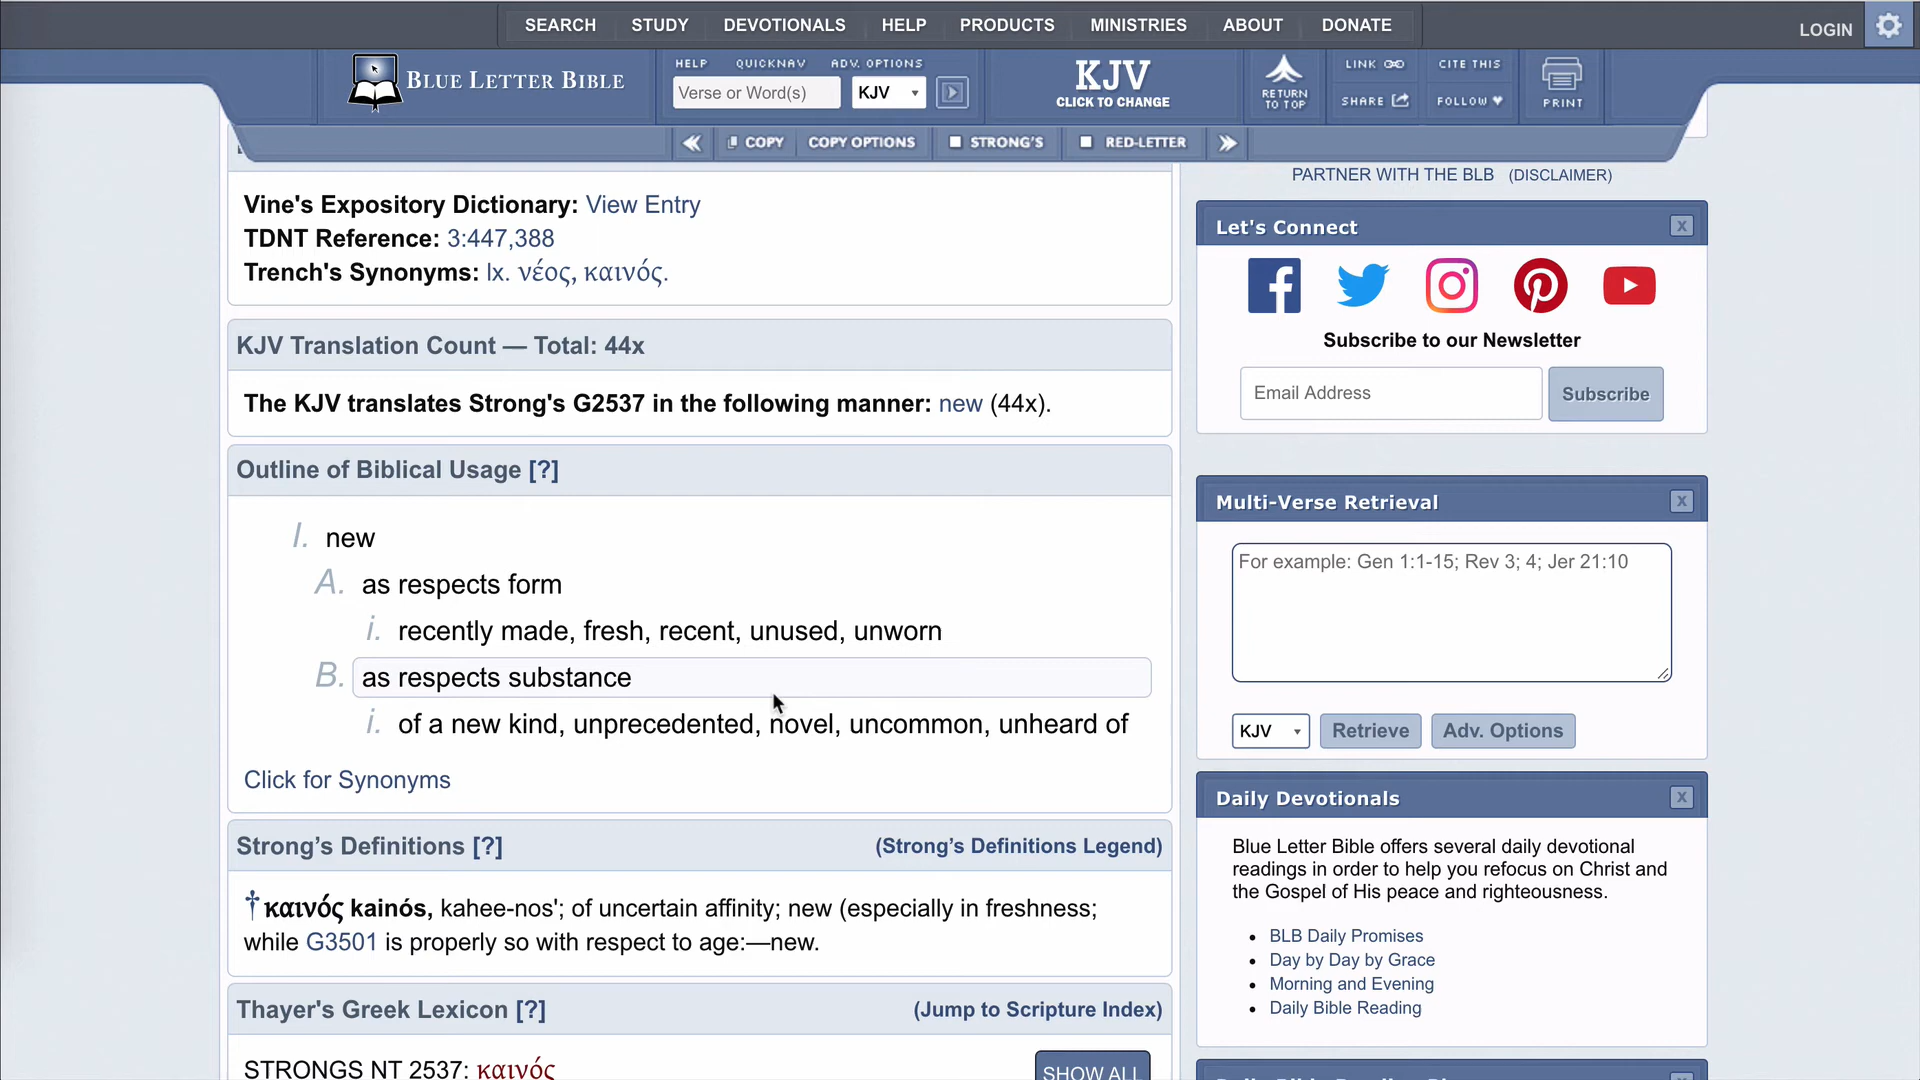 SEARCH STUDY DEVOTIONALS HELP PRODUCTS MINISTRIES ABOUT DONATE
LOGIN
BLUE LETTER BIBLE
HELP QUICKNAV ADV. OPTIONS
Verse or Word(s) KJV
KJV
CLICK TO CHANGE
RETURN
TO TOP
LINK
SHARE
CITE THIS
FOLLOW
PRINT
COPY COPY OPTIONS STRONG'S RED-LETTER
Vine's Expository Dictionary: View Entry
TDNT Reference: 3:447,388
Trench's Synonyms: lx. νέος, καινός.
KJV Translation Count — Total: 44x
The KJV translates Strong's G2537 in the following manner: new (44x).
Outline of Biblical Usage [?]
I. new
A. as respects form
i. recently made, fresh, recent, unused, unworn
B. as respects substance
i. of a new kind, unprecedented, novel, uncommon, unheard of
Click for Synonyms
Strong’s Definitions [?] (Strong’s Definitions Legend)
†καινός kainós, kahee-nos'; of uncertain affinity; new (especially in freshness;
while G3501 is properly so with respect to age:—new.
Thayer's Greek Lexicon [?] (Jump to Scripture Index)
STRONGS NT 2537: καινός SHOW ALL
PARTNER WITH THE BLB (DISCLAIMER)
Let's Connect X
Subscribe to our Newsletter
Email Address Subscribe
Multi-Verse Retrieval X
For example: Gen 1:1-15; Rev 3; 4; Jer 21:10
KJV Retrieve Adv. Options
Daily Devotionals X
Blue Letter Bible offers several daily devotional
readings in order to help you refocus on Christ and
the Gospel of His peace and righteousness.
• BLB Daily Promises
• Day by Day by Grace
• Morning and Evening
• Daily Bible Reading